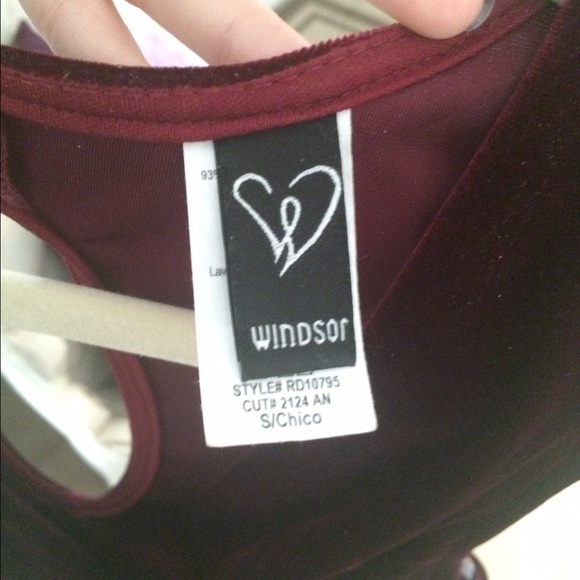 WINDSOR
STYLE# RD10795
CUT# 2124 AN
S/Chico